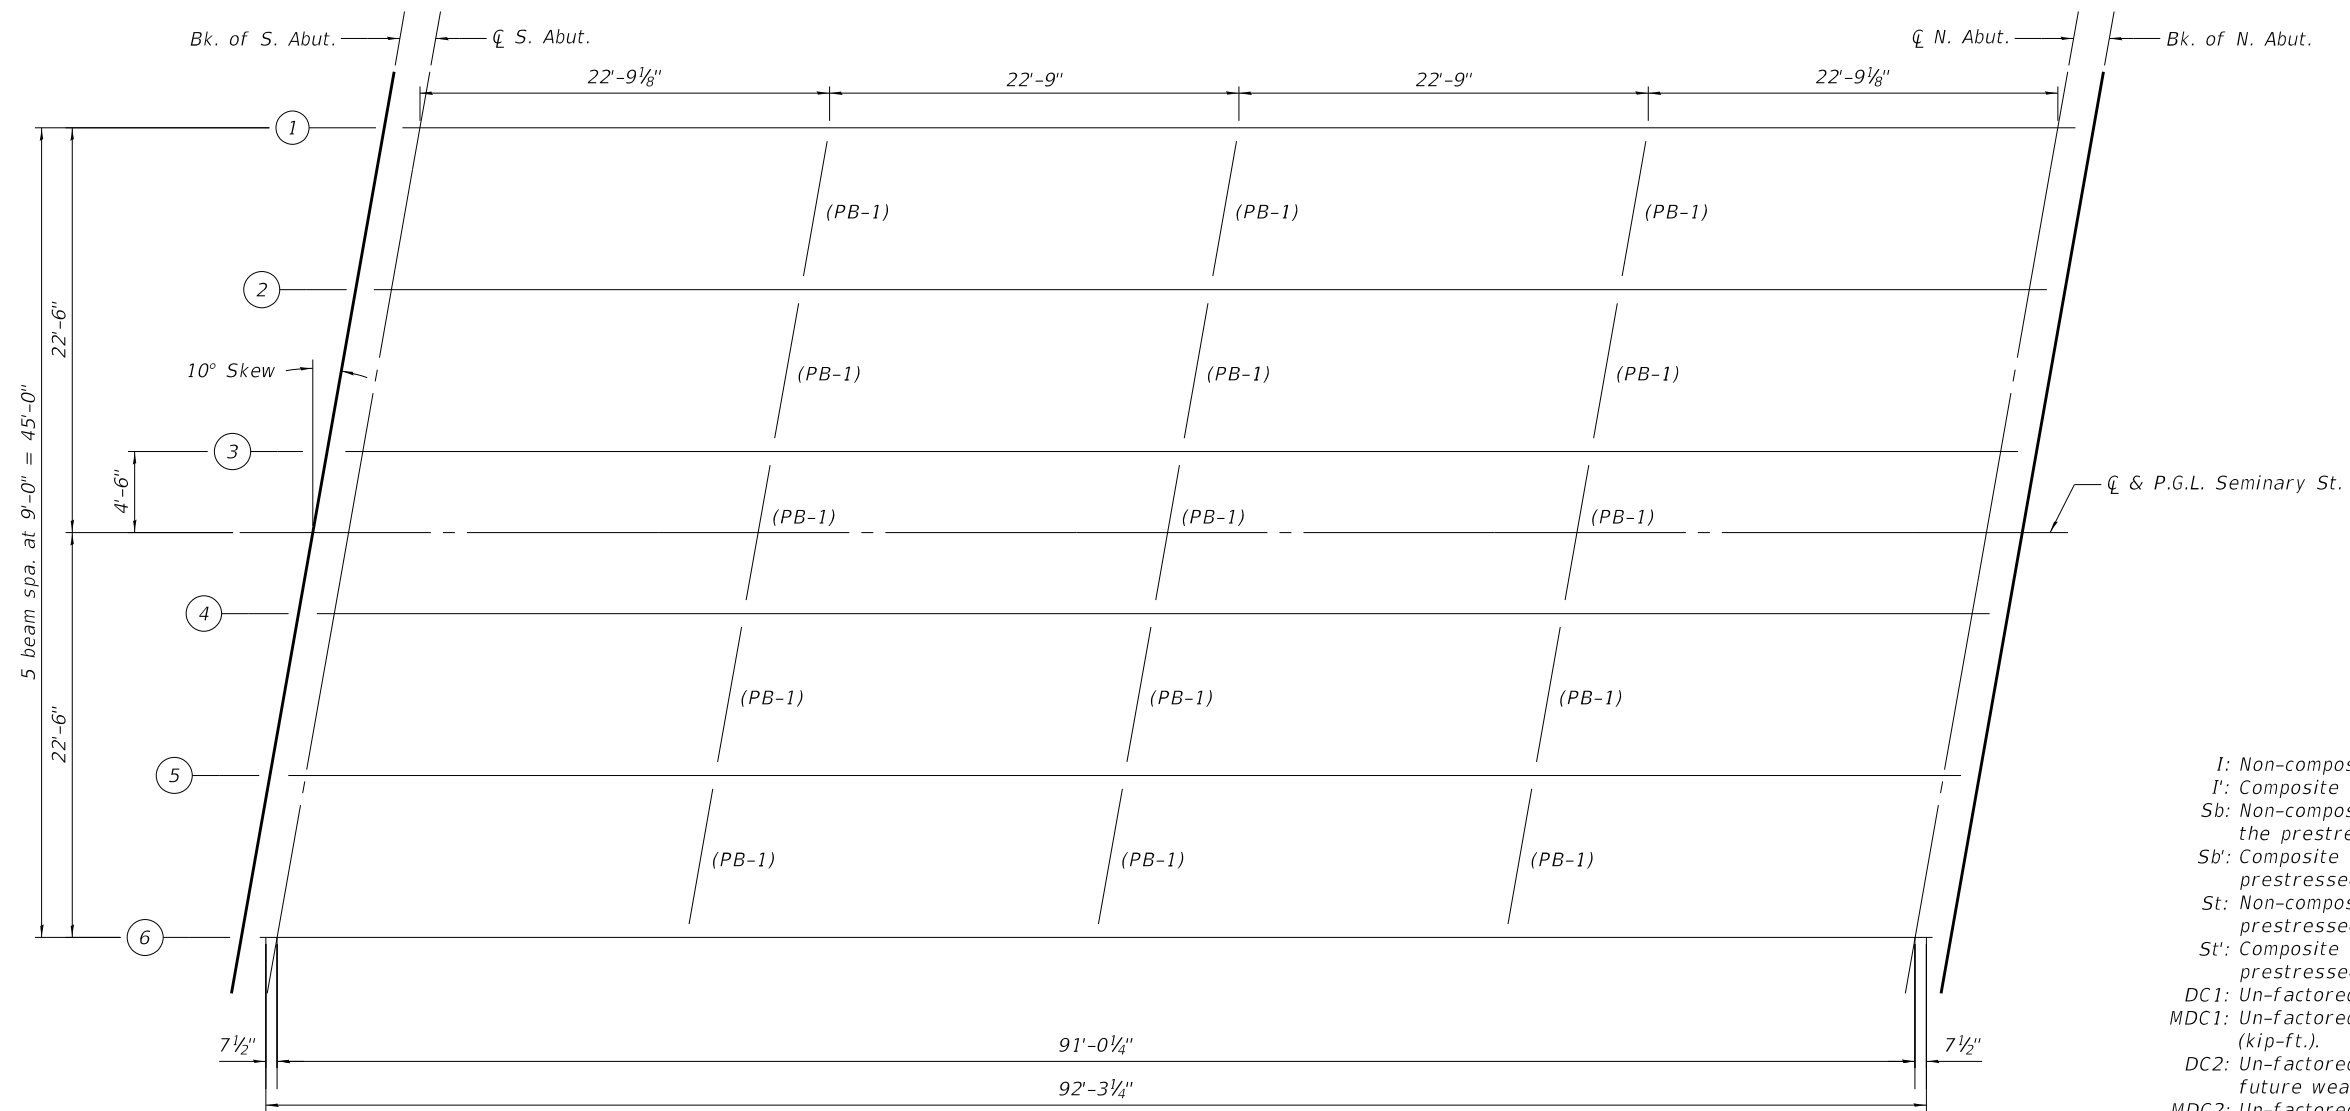 Bk. of S. Abut.
℄ S. Abut.
℄ N. Abut.
Bk. of N. Abut.
22'-9⅛"
22'-9"
22'-9"
22'-9⅛"
1
(PB-1)
(PB-1)
(PB-1)
2
22'-6"
10° Skew
(PB-1)
(PB-1)
(PB-1)
5 beam spa. at 9'-0" = 45'-0"
3
4'-6"
℄ & P.G.L. Seminary St.
(PB-1)
(PB-1)
(PB-1)
4
22'-6"
(PB-1)
(PB-1)
(PB-1)
5
(PB-1)
(PB-1)
(PB-1)
6
7½"
91'-0¼"
7½"
92'-3¼"
I: Non-compos
I': Composite
Sb: Non-compos
the prestre
Sb': Composite
prestresse
St: Non-compos
prestresse
St': Composite
prestresse
DC1: Un-factored
MDC1: Un-factored
(kip-ft.).
DC2: Un-factored
future wea
MDC2: Un-factored